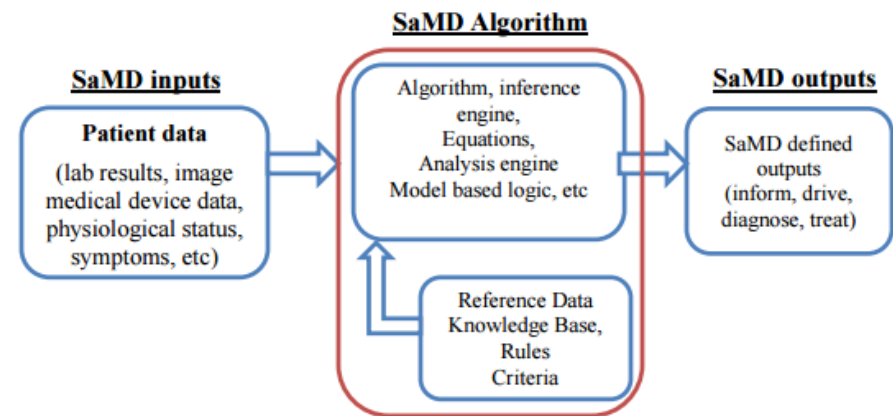 SaMD inputs
Patient data
(lab results, image
medical device data,
physiological status,
symptoms, etc)
SaMD Algorithm
Algorithm, inference
engine,
Equations,
Analysis engine
Model based logic, etc
Reference Data
Knowledge Base,
Rules
Criteria
SaMD outputs
SaMD defined
outputs
(inform, drive,
diagnose, treat)